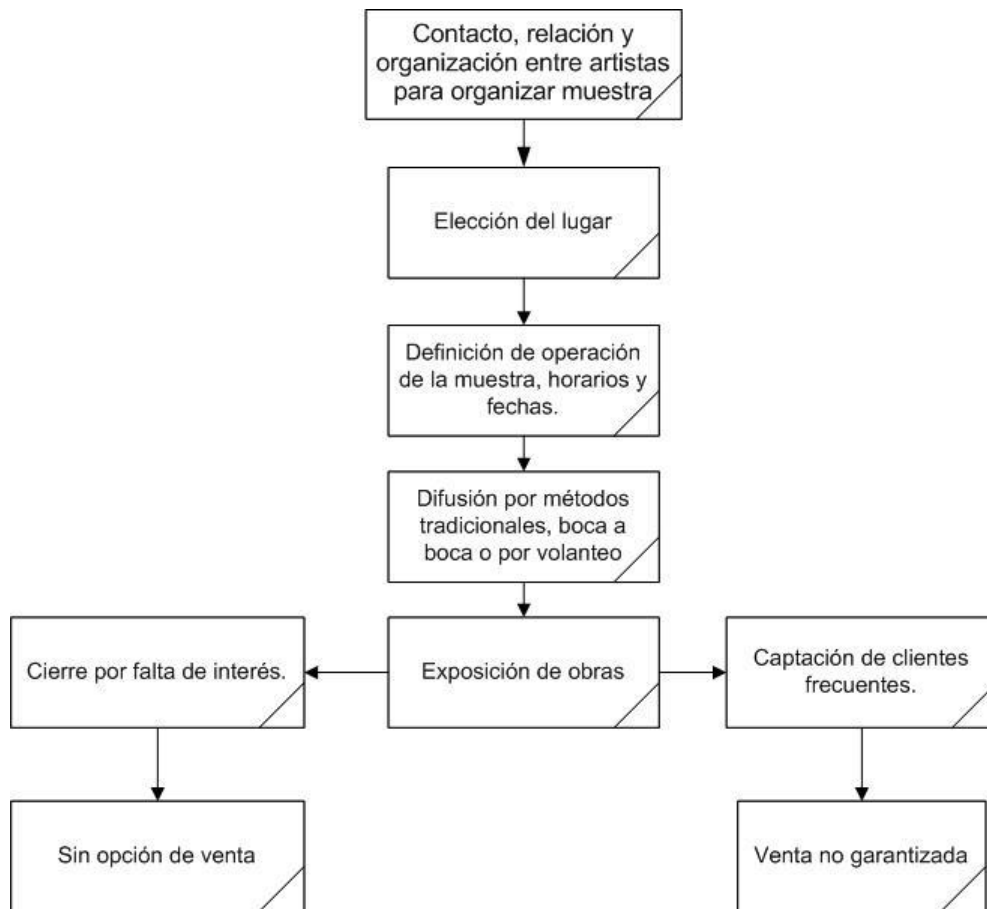 Contacto, relación y
organización entre artistas
para organizar muestra
Elección del lugar
Definición de operación
de la muestra, horarios y
fechas.
Difusión por métodos
tradicionales, boca a
boca o por volanteo
Cierre por falta de interés.
Exposición de obras
Captación de clientes
frecuentes.
Sin opción de venta
Venta no garantizada